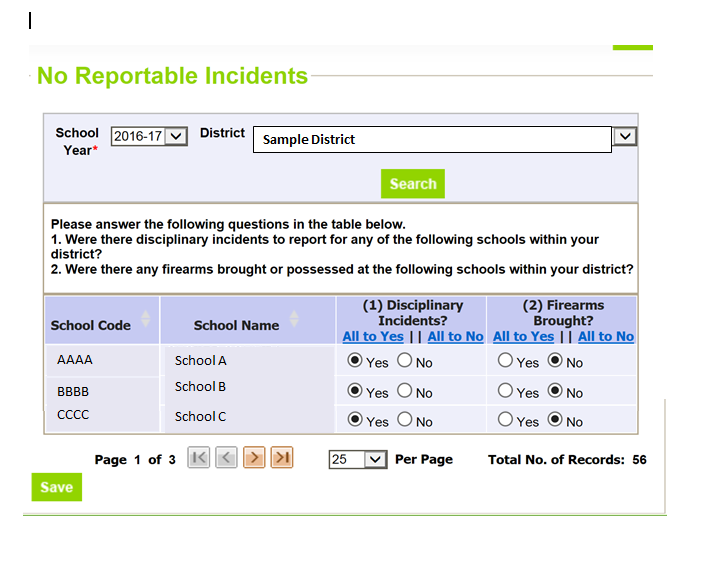 No Reportable Incidents
School Year* 2016-17 District Sample District
Search
Please answer the following questions in the table below.
1. Were there disciplinary incidents to report for any of the following schools within your
district?
2. Were there any firearms brought or possessed at the following schools within your district?
School Code School Name (1) Disciplinary Incidents? All to Yes || All to No (2) Firearms Brought? All to Yes || All to No
AAAA School A Yes No Yes No
BBBB School B Yes No Yes No
CCCC School C Yes No Yes No
Page 1 of 3 25 Per Page Total No. of Records: 56
Save